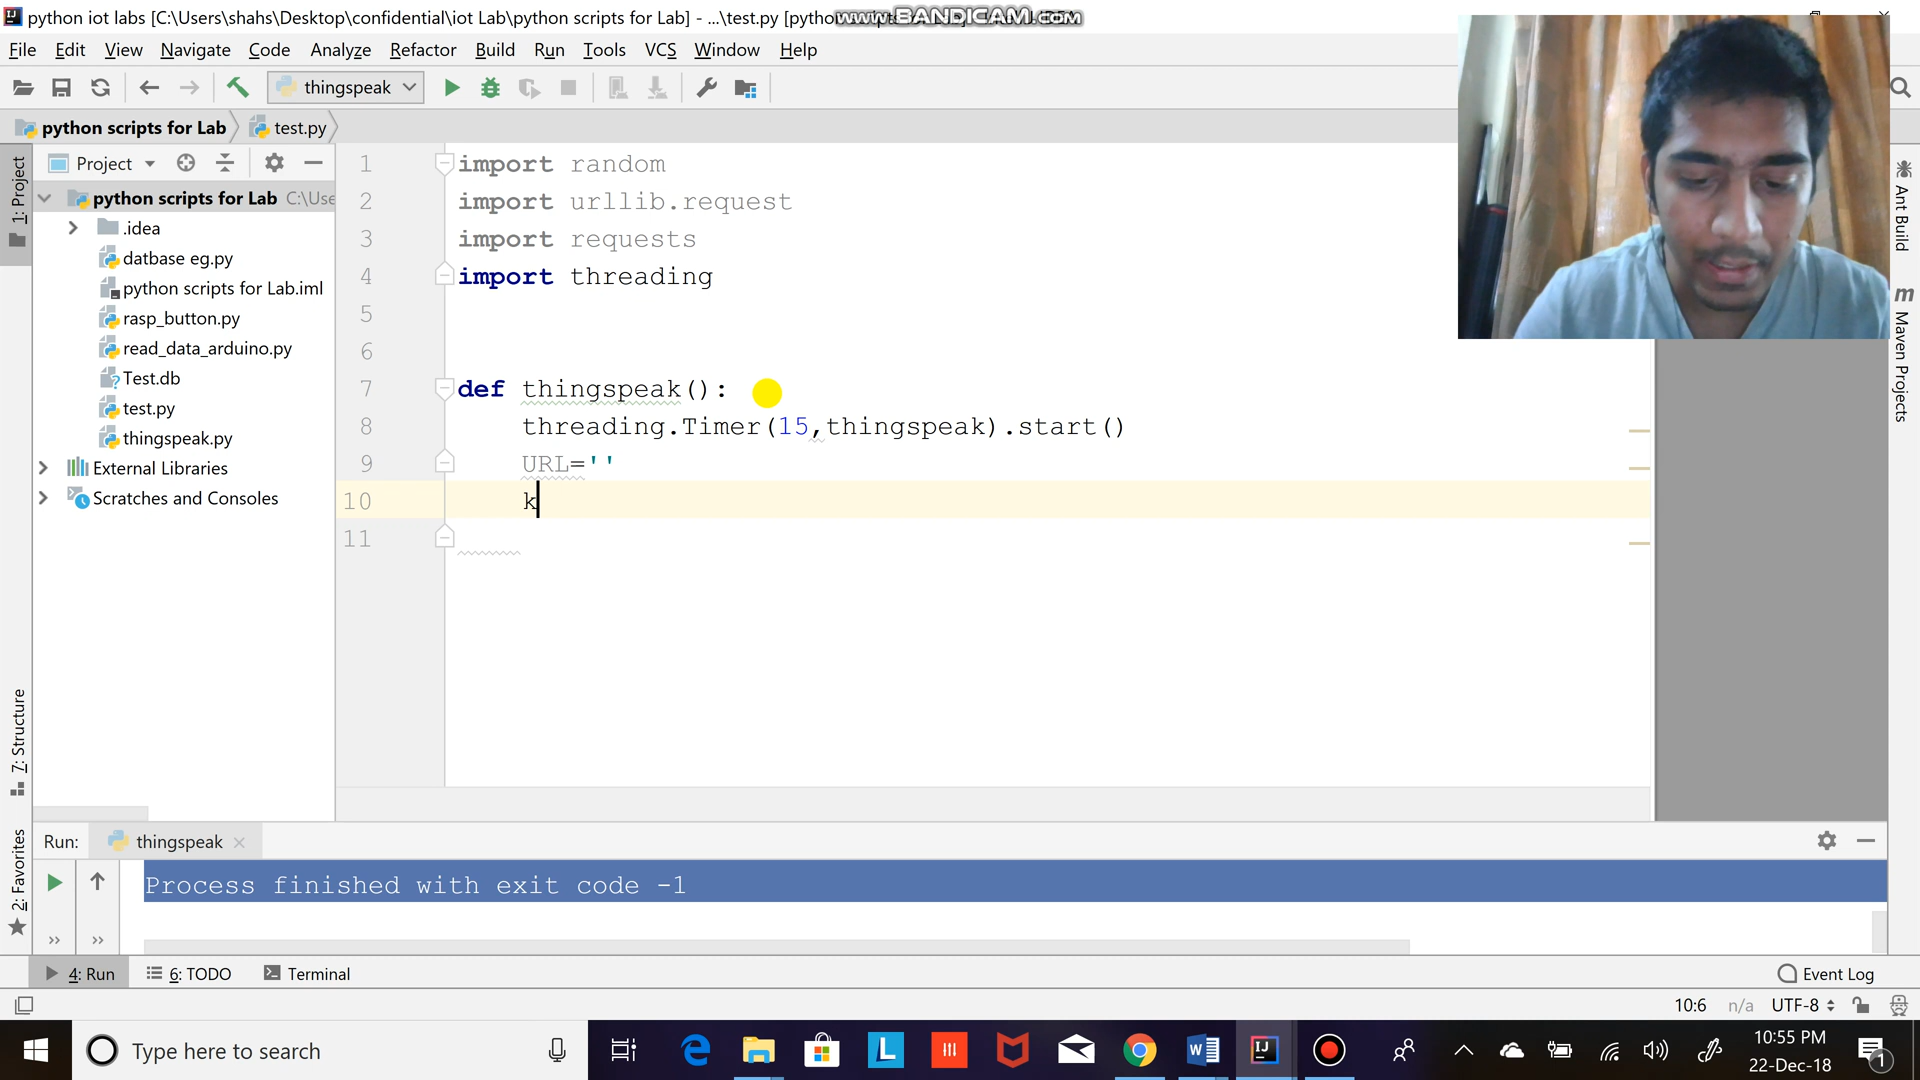 python iot labs [C:\Users\shahs\Desktop\confidential\iot Lab\python scripts for Lab] - ...\test.py [pytho
www.BANDICAM.com
File Edit View Navigate Code Analyze Refactor Build Run Tools VCS Window Help
thingspeak
python scripts for Lab test.py
Project
1: Project
python scripts for Lab C:\Use
.idea
datbase eg.py
python scripts for Lab.iml
rasp_button.py
read_data_arduino.py
Test.db
test.py
thingspeak.py
External Libraries
Scratches and Consoles
7: Structure
2: Favorites
1 import random
2 import urllib.request
3 import requests
4 import threading
5
6
7 def thingspeak():
8 threading.Timer(15,thingspeak).start()
9 URL=''
10 k
11
Ant Build
m Maven Projects
Run: thingspeak
Process finished with exit code -1
4: Run 6: TODO Terminal Event Log
10:6 n/a UTF-8
Type here to search
L
IJ
10:55 PM
22-Dec-18
1